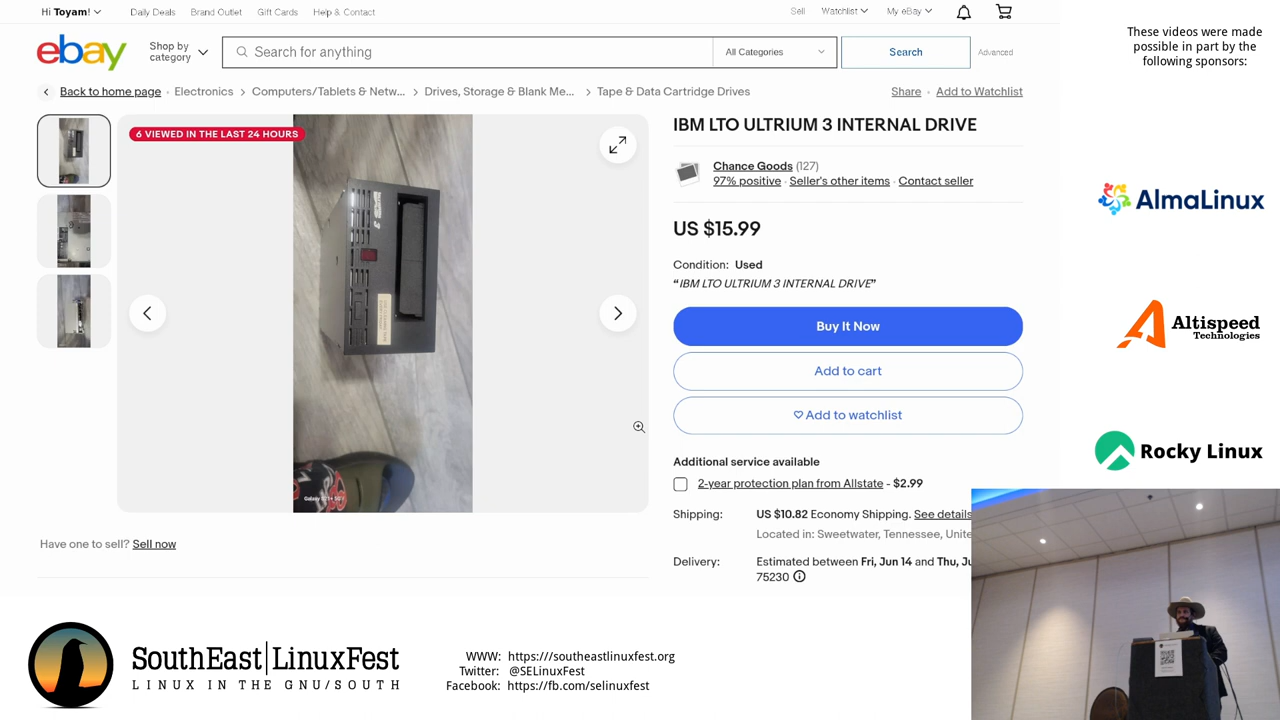 Hi Toyam!
Daily Deals
Brand Outlet
Gift Cards
Help & Contact
Sell
Watchlist
My eBay
ebay
Shop by
category
Search for anything
All Categories
Search
Advanced
Back to home page
Electronics
Computers/Tablets & Netw...
Drives, Storage & Blank Me...
Tape & Data Cartridge Drives
Share
Add to Watchlist
6 VIEWED IN THE LAST 24 HOURS
IBM LTO ULTRIUM 3 INTERNAL DRIVE
Chance Goods (127)
97% positive · Seller's other items · Contact seller
US $15.99
Condition: Used
“IBM LTO ULTRIUM 3 INTERNAL DRIVE”
Buy It Now
Add to cart
Add to watchlist
Additional service available
2-year protection plan from Allstate - $2.99
Shipping: US $10.82 Economy Shipping. See details
Located in: Sweetwater, Tennessee, Unite
Delivery: Estimated between Fri, Jun 14 and Thu, Ju
75230
Have one to sell? Sell now
These videos were made
possible in part by the
following sponsors:
AlmaLinux
Altispeed
Technologies
Rocky Linux
SouthEast|LinuxFest
LINUX IN THE GNU/SOUTH
WWW: https:///southeastlinuxfest.org
Twitter: @SELinuxFest
Facebook: https://fb.com/selinuxfest